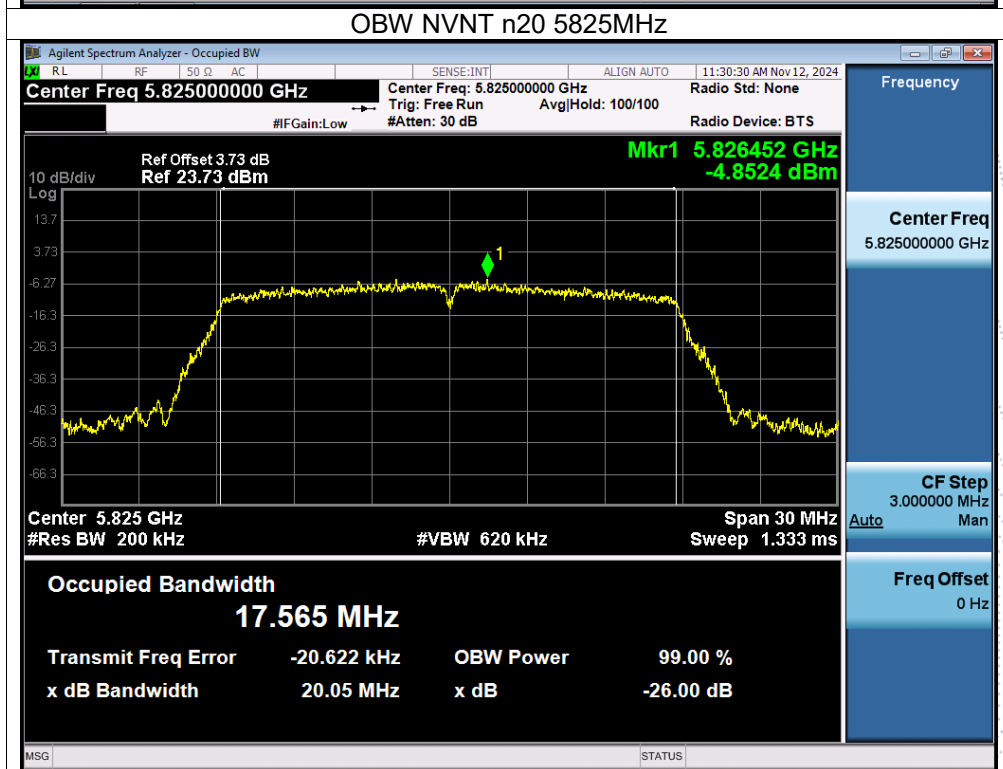 OBW NVNT n20 5825MHz
Agilent Spectrum Analyzer - Occupied BW
LXI RL RF 50 Ω AC SENSE:INT ALIGN AUTO 11:30:30 AM Nov 12, 2024
Center Freq 5.825000000 GHz
Center Freq: 5.825000000 GHz
Radio Std: None
Trig: Free Run Avg|Hold: 100/100
#IFGain:Low
#Atten: 30 dB
Radio Device: BTS
Mkr1 5.826452 GHz
-4.8524 dBm
Ref Offset 3.73 dB
10 dB/div Ref 23.73 dBm
Log
13.7
3.73
-6.27
-16.3
-26.3
-36.3
-46.3
-56.3
-66.3
1
Center 5.825 GHz Span 30 MHz
#Res BW 200 kHz #VBW 620 kHz Sweep 1.333 ms
Occupied Bandwidth
17.565 MHz
Transmit Freq Error -20.622 kHz OBW Power 99.00 %
x dB Bandwidth 20.05 MHz x dB -26.00 dB
Frequency
Center Freq
5.825000000 GHz
CF Step
3.000000 MHz
Auto Man
Freq Offset
0 Hz
MSG STATUS